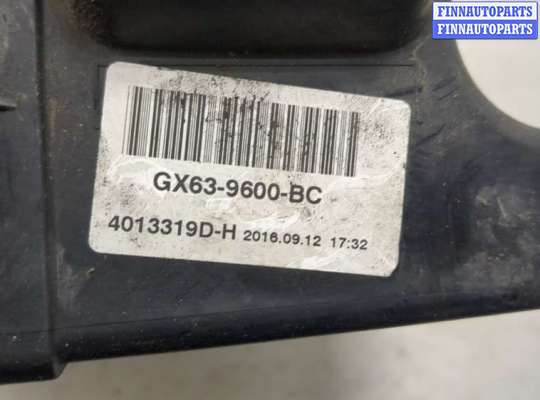 FINNAUTOPARTS
FINNAUTOPARTS
GX63-9600-BC
4013319D-H 2016.09.12 17:32